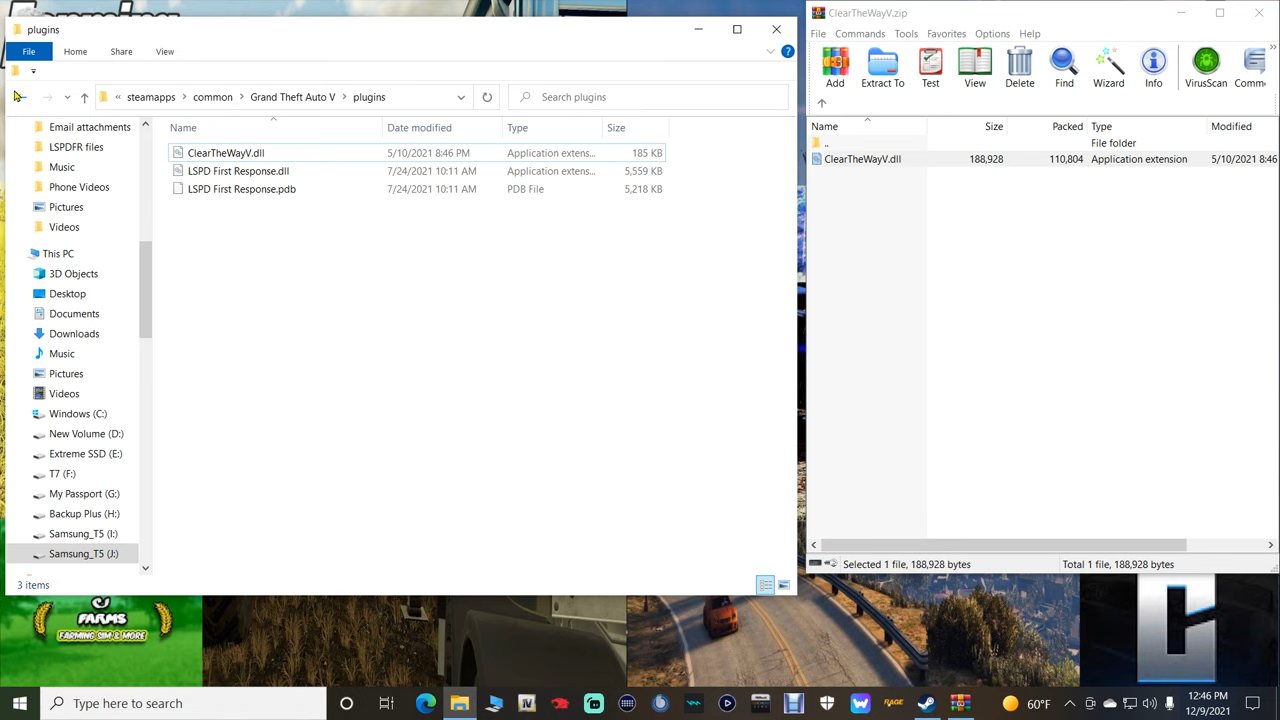 plugins
File Home Share View
« steamapps > common > Grand Theft Auto V > plugins
Search plugins
Name Date modified Type Size
ClearTheWayV.dll 5/10/2021 8:46 PM Application extens... 185 KB
LSPD First Response.dll 7/24/2021 10:11 AM Application extens... 5,559 KB
LSPD First Response.pdb 7/24/2021 10:11 AM PDB File 5,218 KB
Email attachments
LSPDFR files
Music
Phone Videos
Pictures
Videos
This PC
3D Objects
Desktop
Documents
Downloads
Music
Pictures
Videos
Windows (C:)
New Volume (D:)
Extreme SSD (E:)
T7 (F:)
My Passport (G:)
Backup Plus (H:)
Samsung_T5 (I:)
Samsung_T5 (J:)
3 items
ClearTheWayV.zip
File Commands Tools Favorites Options Help
Add Extract To Test View Delete Find Wizard Info VirusScan
Name Size Packed Type Modified
.. File folder
ClearTheWayV.dll 188,928 110,804 Application extension 5/10/2021 8:46
Selected 1 file, 188,928 bytes Total 1 file, 188,928 bytes
FARMS
FARMING SIM & MORE
Type here to search
RAGE
60°F
12:46 PM
12/9/2021